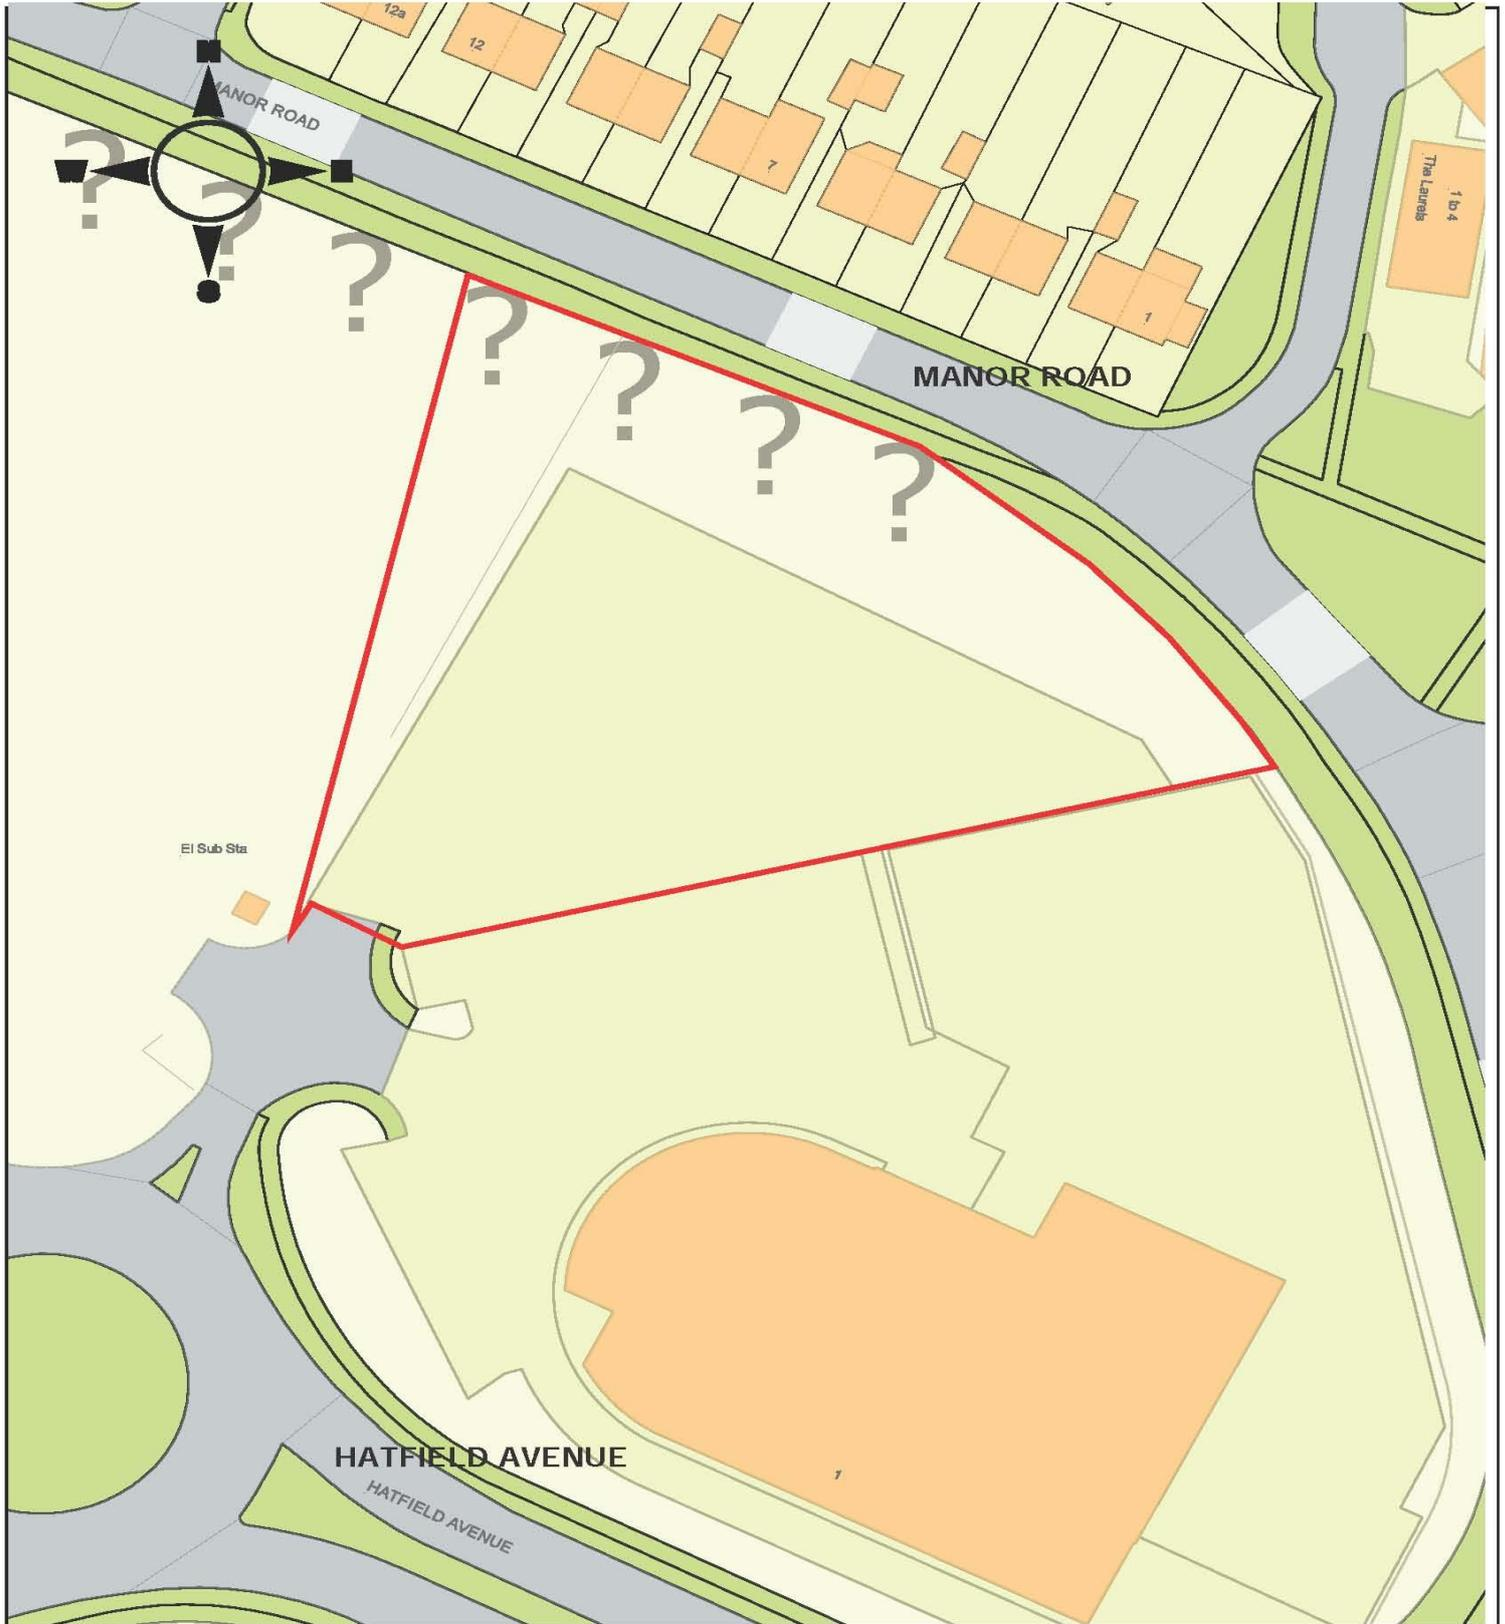 12a
12
MANOR ROAD
7
The Laurels
1 to 4
1
MANOR ROAD
? ? ? ? ? ? ?
El Sub Sta
HATFIELD AVENUE
1
HATFIELD AVENUE